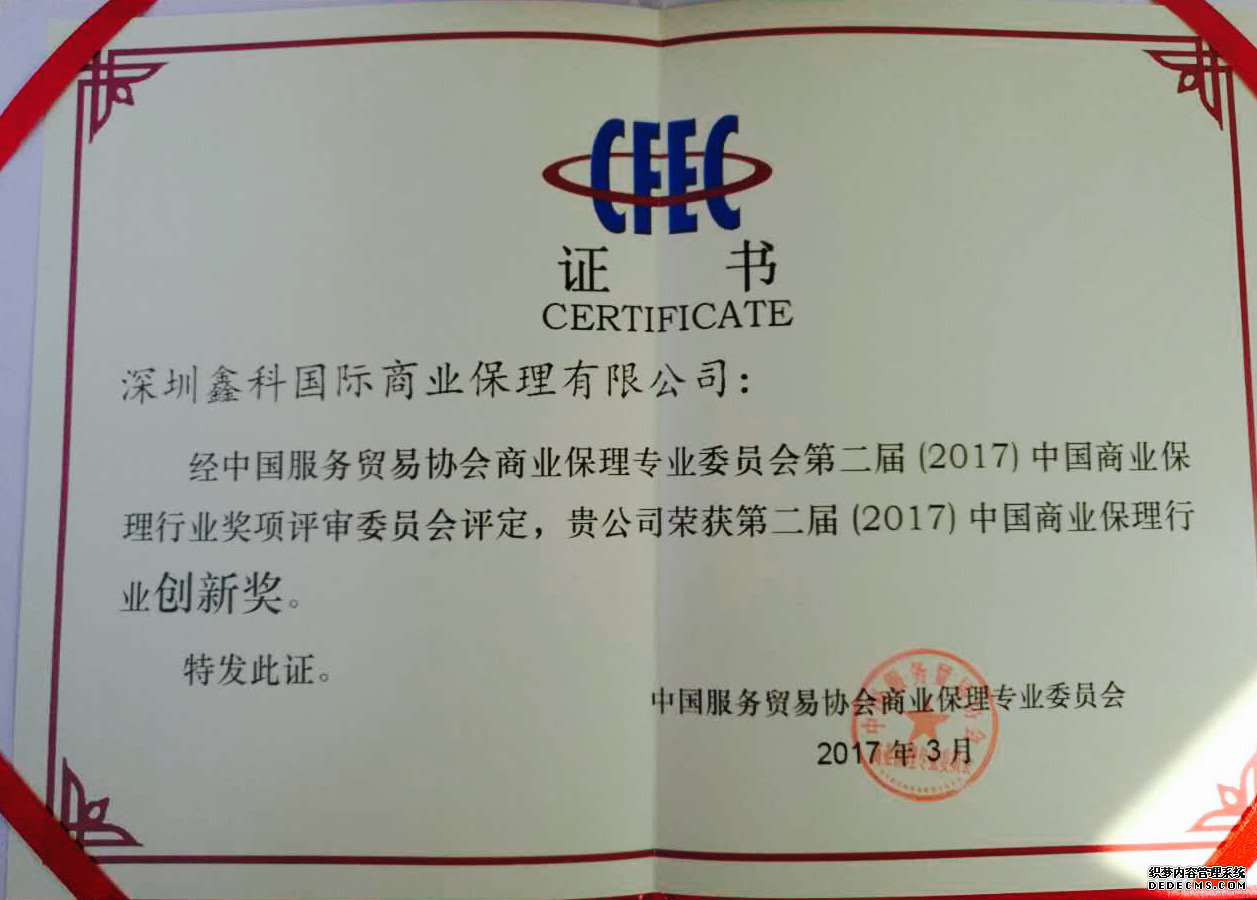 CFEC
证 书
CERTIFICATE
深圳鑫科国际商业保理有限公司：
经中国服务贸易协会商业保理专业委员会第二届(2017)中国商业保
理行业奖项评审委员会评定，贵公司荣获第二届(2017)中国商业保理行
业创新奖。
特发此证。
中国服务贸易协会商业保理专业委员会
2017年3月
织梦内容管理系统
DEDECMS.COM